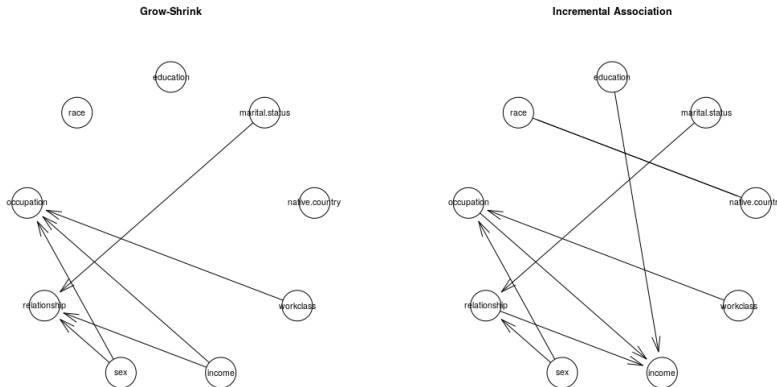 Grow-Shrink
education
race
marital.status
occupation
native.country
relationship
workclass
sex
income
Incremental Association
education
race
marital.status
occupation
native.countr
relationship
workclass
sex
income